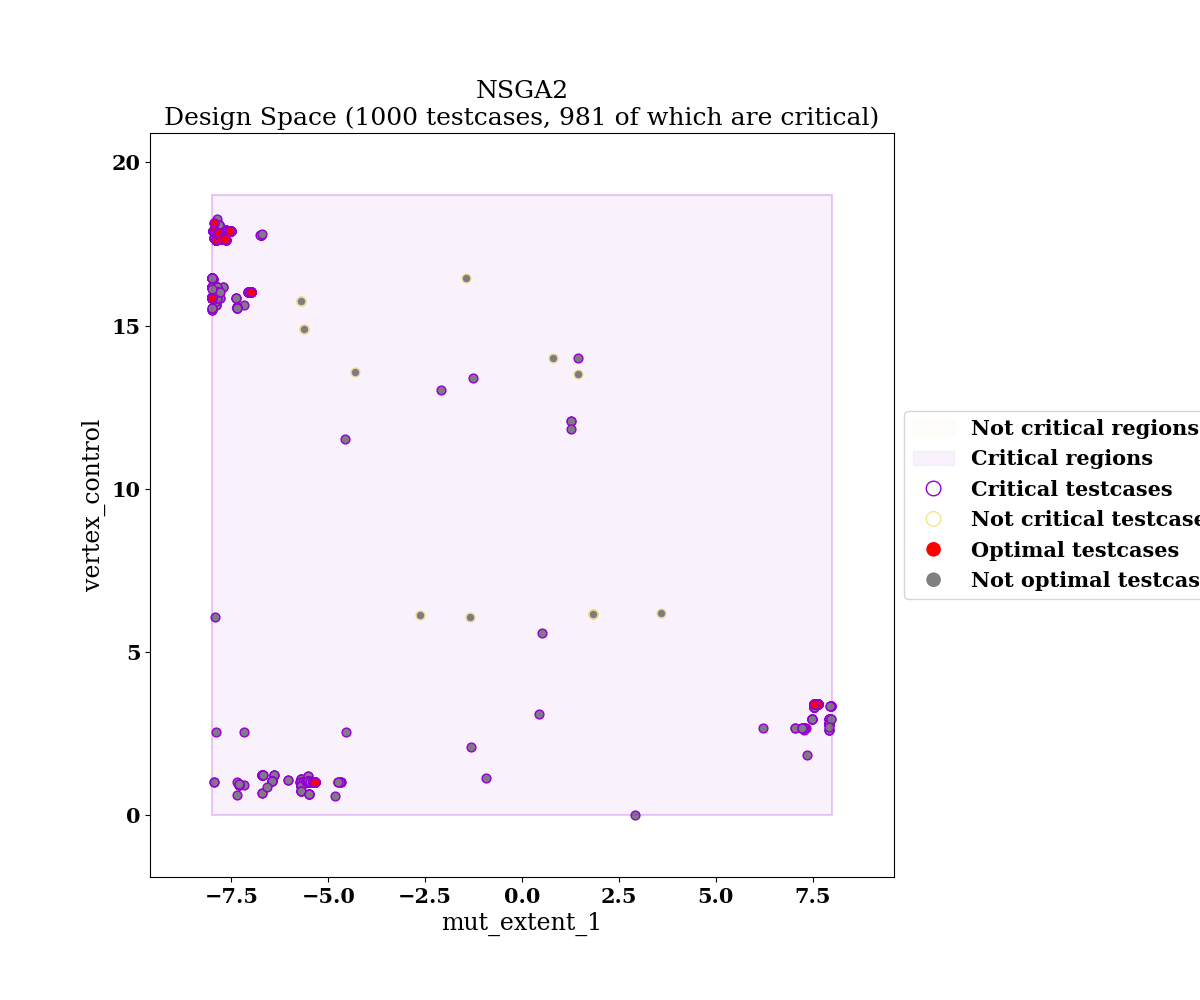 NSGA2
Design Space (1000 testcases, 981 of which are critical)
20
15
10
5
0
vertex_control
−7.5
−5.0
−2.5
0.0
2.5
5.0
7.5
mut_extent_1
Not critical regions
Critical regions
Critical testcases
Not critical testcase
Optimal testcases
Not optimal testcas